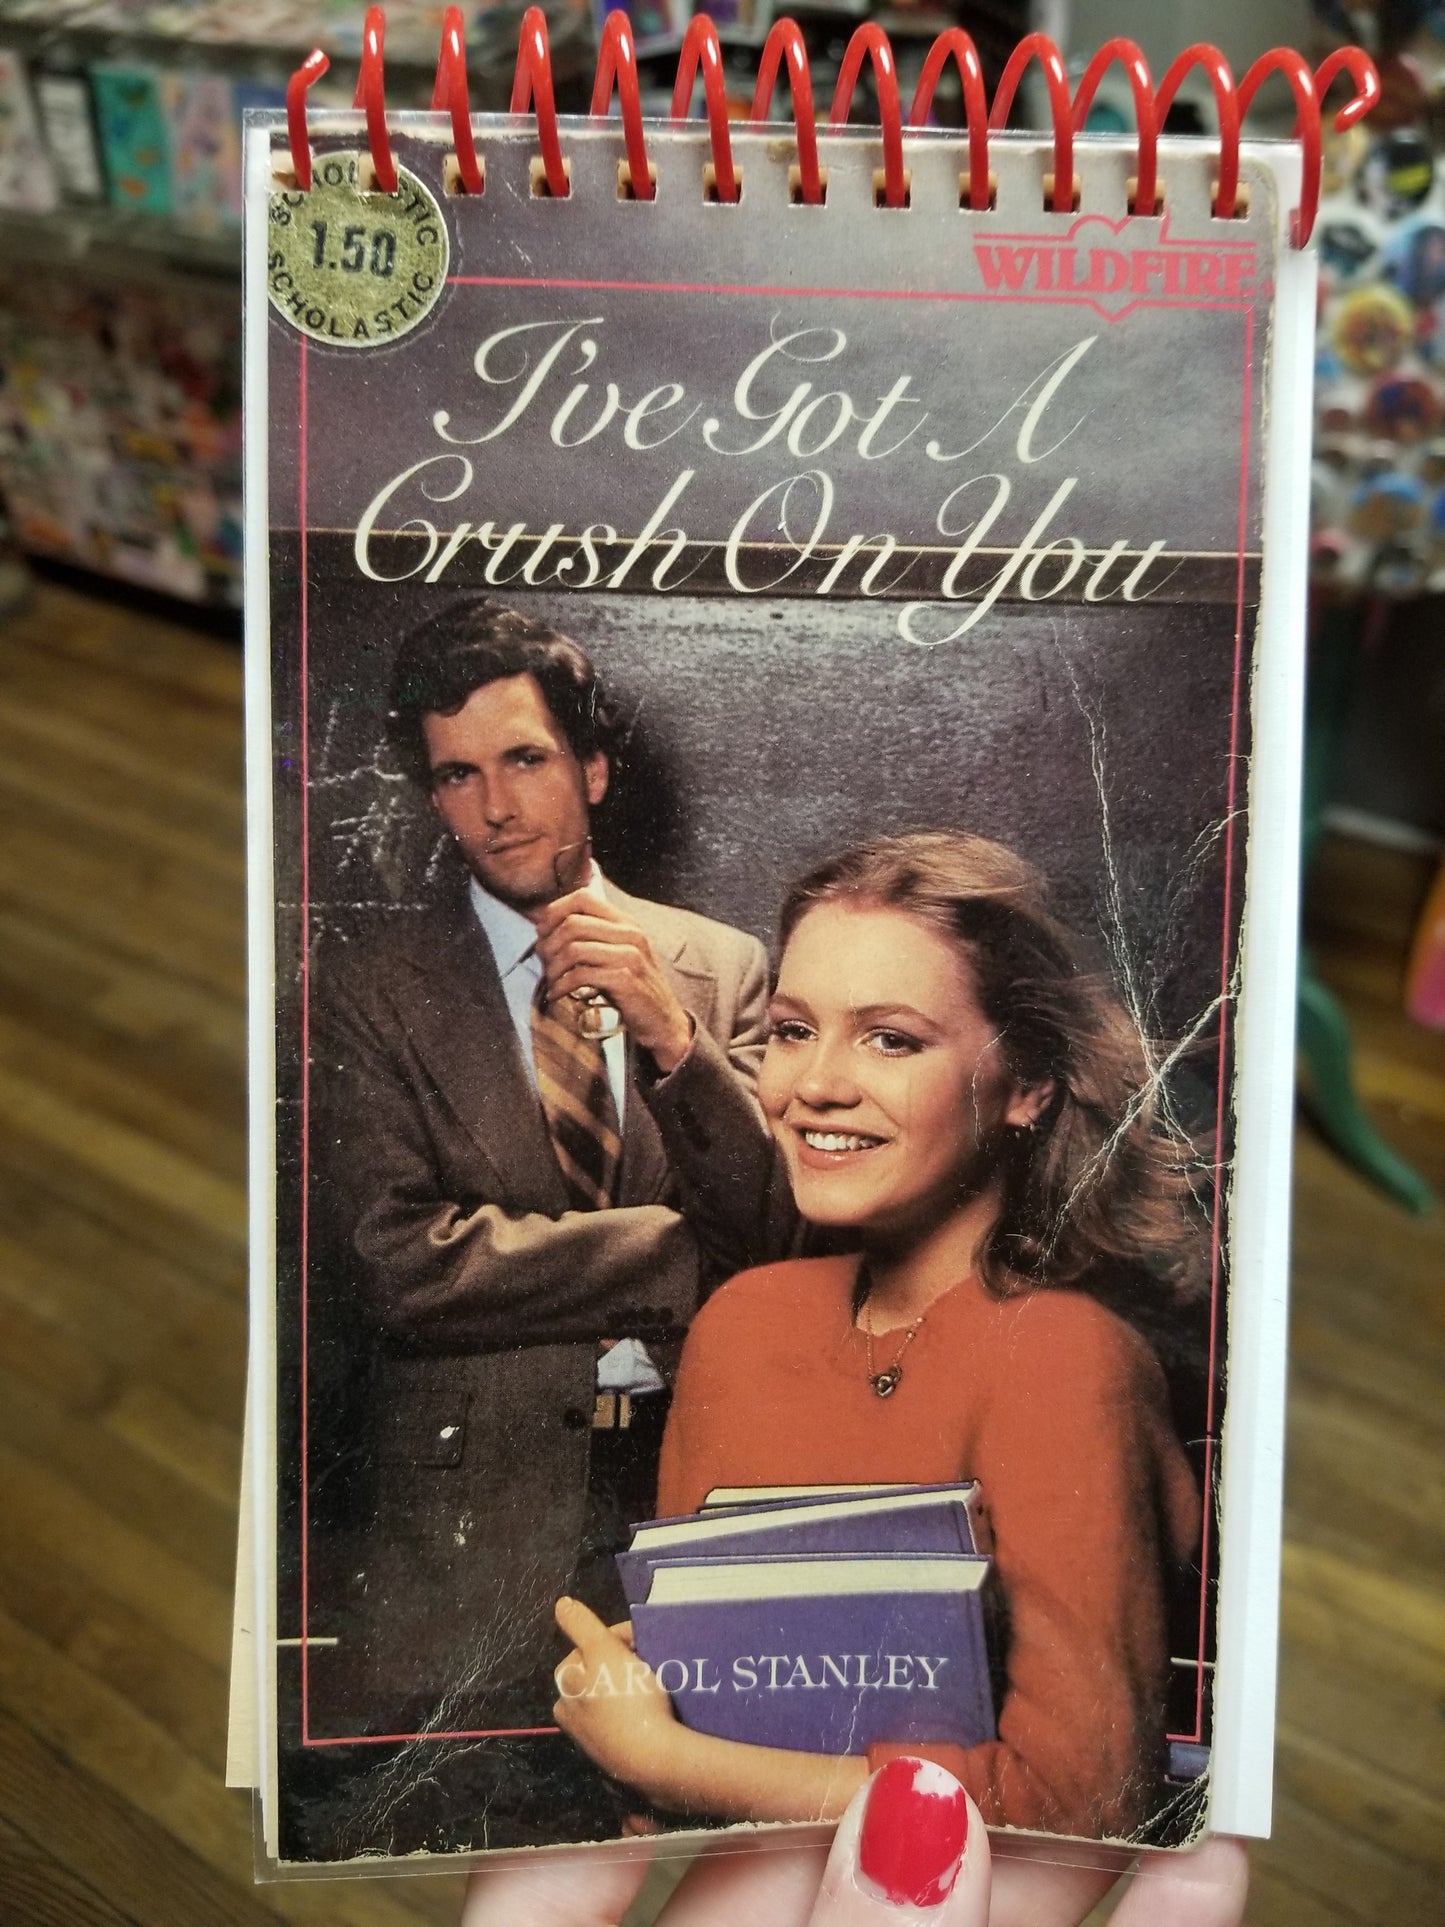 SCHOLASTIC
1.50
SCHOLASTIC
WILDFIRE
I've Got A
Crush On You
CAROL STANLEY